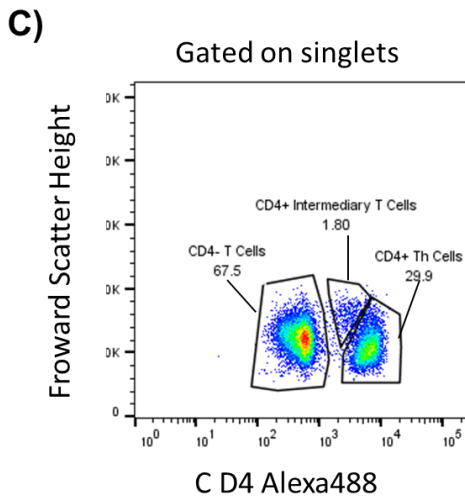 C)
Gated on singlets
Froward Scatter Height
0K
0K
0K
0K
0K
0
CD4+ Intermediary T Cells
1.80
CD4- T Cells
67.5
CD4+ Th Cells
29.9
10^0 10^1 10^2 10^3 10^4 10^5
C D4 Alexa488